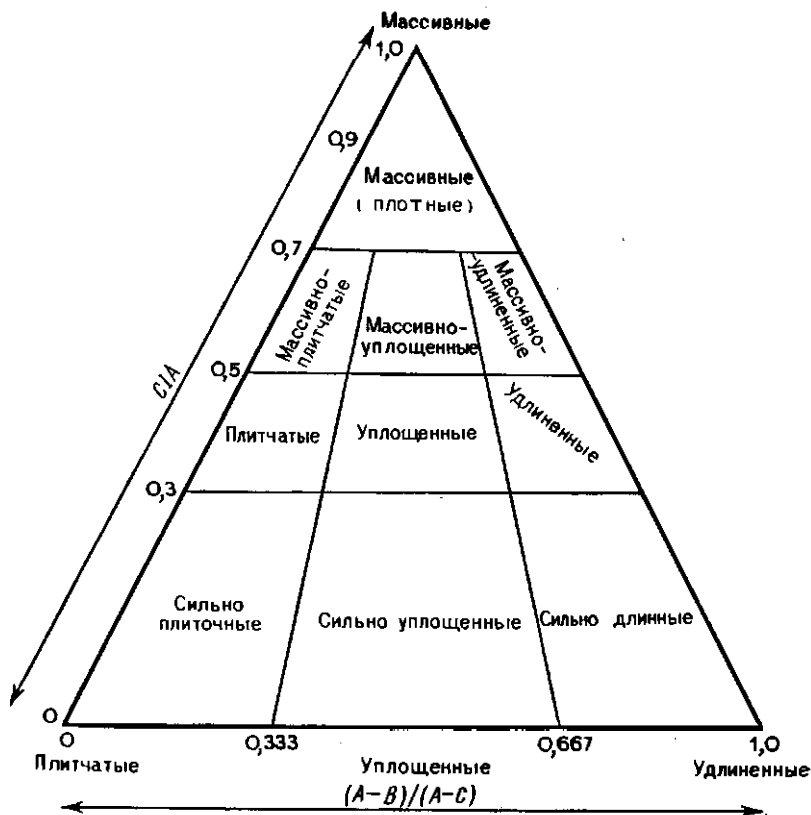 Массивные
1,0
0,9
Массивные
( плотные)
0,7
Массивно-
плитчатые
Массивно-
уплощенные
Массивно-
-удлиненные
0,5
C/A
Плитчатые
Уплощенные
Удлиненные
0,3
Сильно
плиточные
Сильно уплощенные
Сильно длинные
0
0
0,333
0,667
1,0
Плитчатые
Уплощенные
Удлиненные
(A–B)/(A–C)